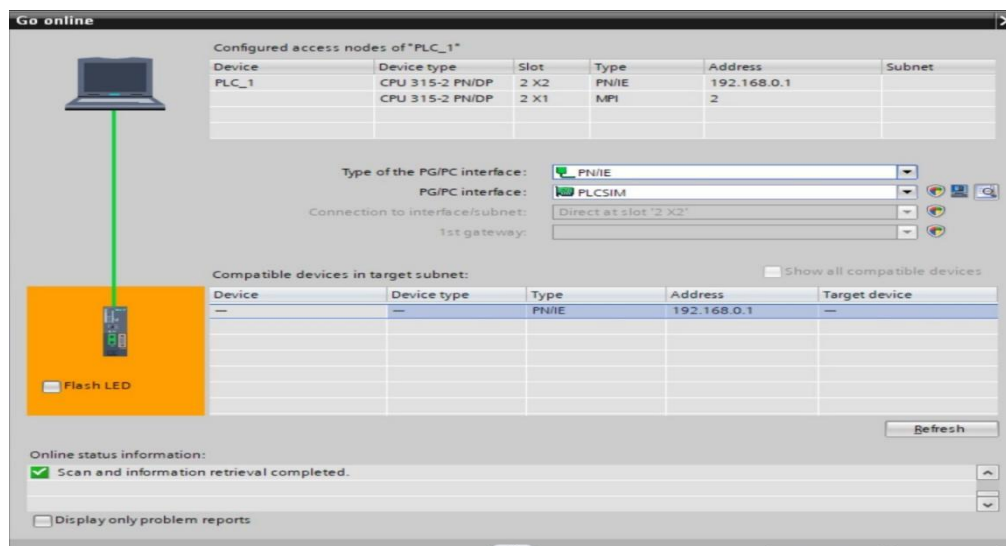 Go online
Configured access nodes of "PLC_1"
Device Device type Slot Type Address Subnet
PLC_1 CPU 315-2 PN/DP 2 X2 PN/IE 192.168.0.1
CPU 315-2 PN/DP 2 X1 MPI 2
Type of the PG/PC interface: PN/IE
PG/PC interface: PLCSIM
Connection to interface/subnet: Direct at slot '2 X2'
1st gateway:
Compatible devices in target subnet: Show all compatible devices
Device Device type Type Address Target device
— — PN/IE 192.168.0.1 —
Flash LED
Refresh
Online status information:
Scan and information retrieval completed.
Display only problem reports